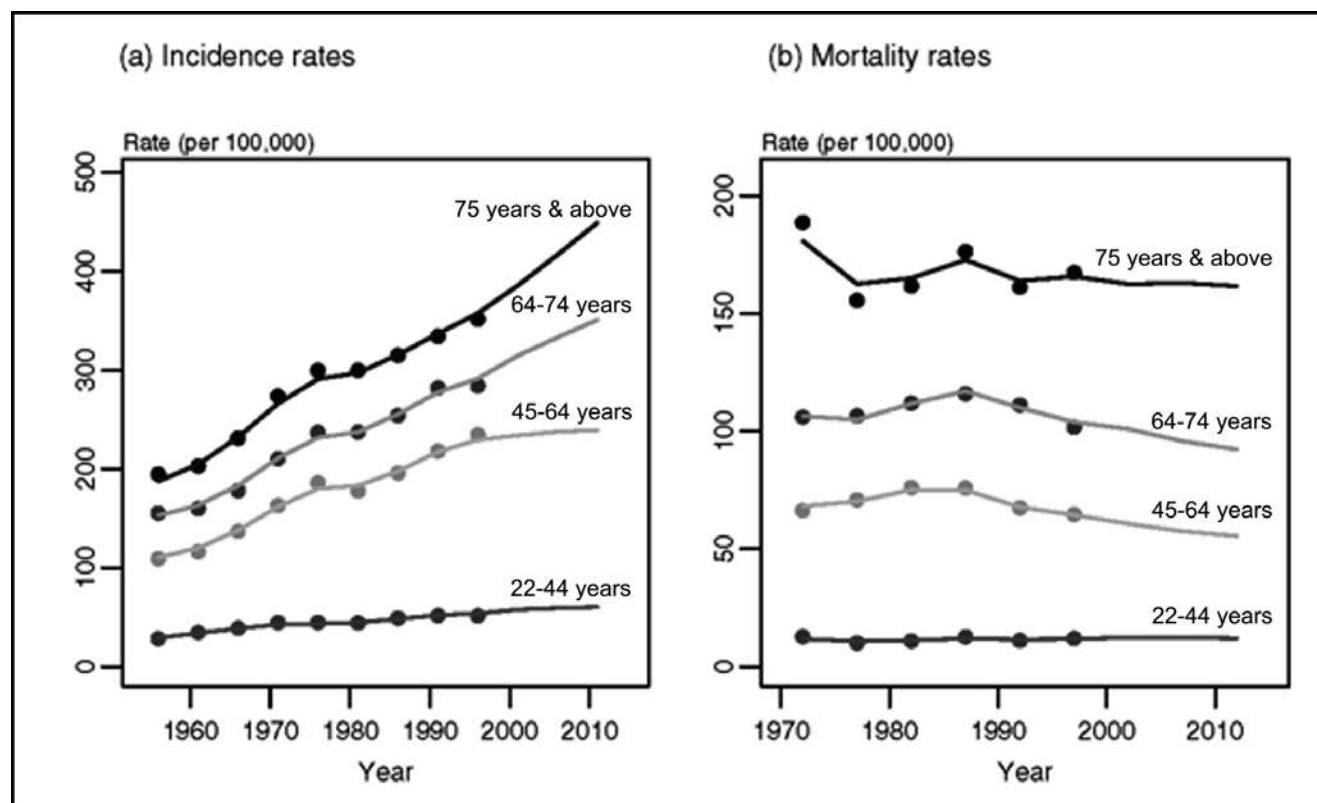 (a) Incidence rates
Rate (per 100,000)
500
400
300
200
100
0
75 years & above
64-74 years
45-64 years
22-44 years
1960 1970 1980 1990 2000 2010
Year
(b) Mortality rates
Rate (per 100,000)
200
150
100
50
0
75 years & above
64-74 years
45-64 years
22-44 years
1970 1980 1990 2000 2010
Year